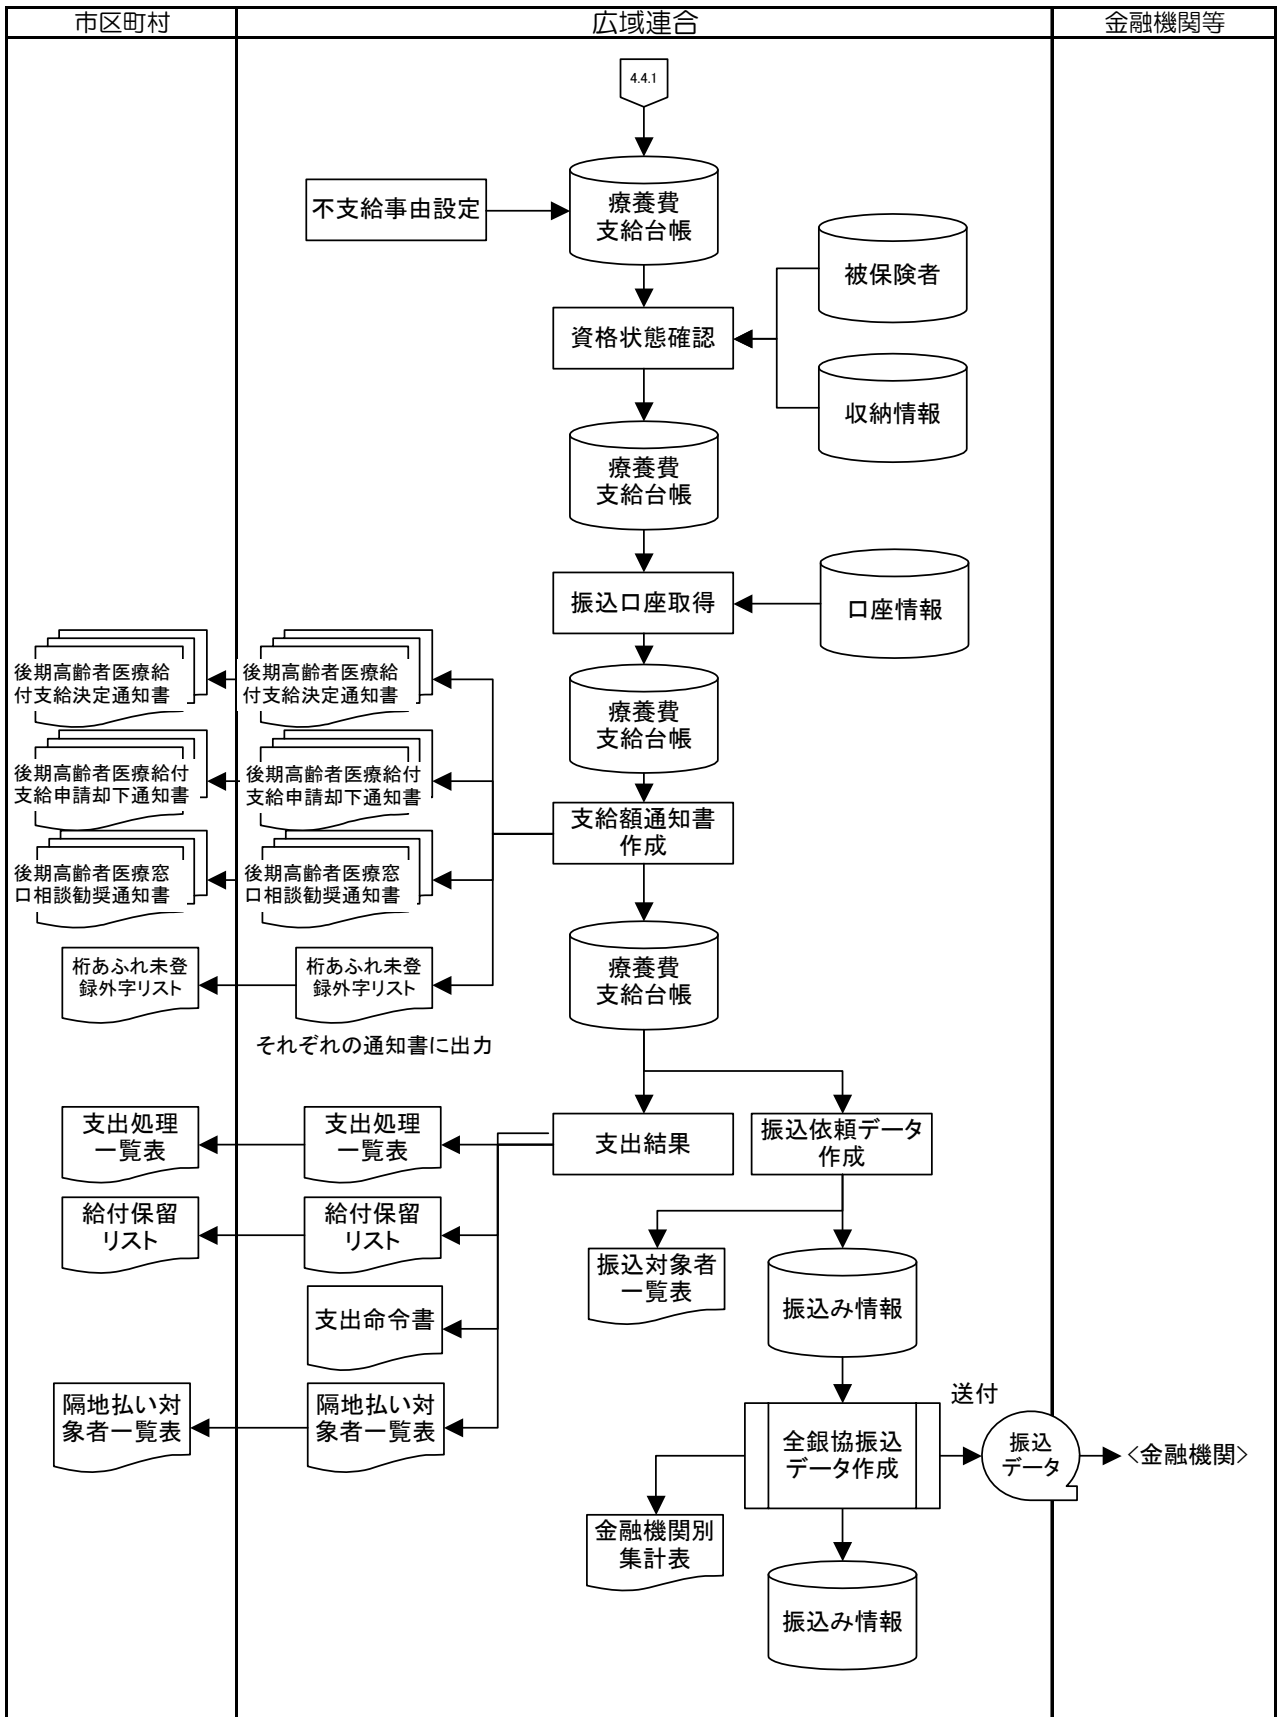 市区町村
広域連合
金融機関等
4.4.1
不支給事由設定
療養費
支給台帳
被保険者
資格状態確認
収納情報
療養費
支給台帳
振込口座取得
口座情報
後期高齢者医療給
付支給決定通知書
後期高齢者医療給
付支給決定通知書
療養費
支給台帳
後期高齢者医療給付
支給申請却下通知書
後期高齢者医療給付
支給申請却下通知書
支給額通知書
作成
後期高齢者医療窓
口相談勧奨通知書
後期高齢者医療窓
口相談勧奨通知書
桁あふれ未登
録外字リスト
桁あふれ未登
録外字リスト
療養費
支給台帳
それぞれの通知書に出力
支出処理
一覧表
支出処理
一覧表
支出結果
振込依頼データ
作成
給付保留
リスト
給付保留
リスト
振込対象者
一覧表
振込み情報
支出命令書
隔地払い対
象者一覧表
隔地払い対
象者一覧表
送付
全銀協振込
データ作成
振込
データ
<金融機関>
金融機関別
集計表
振込み情報